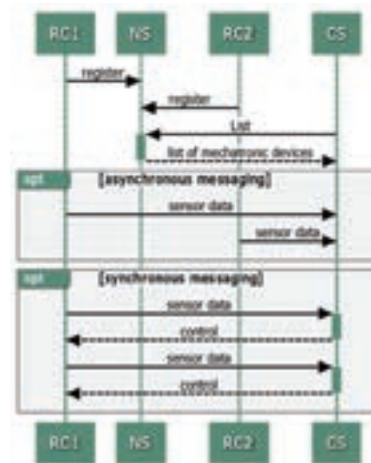 RC1 NS RC2 CS
register
register
List
list of mechatronic devices
opt [asynchronous messaging]
sensor data
sensor data
opt [synchronous messaging]
sensor data
control
sensor data
control
RC1 NS RC2 CS